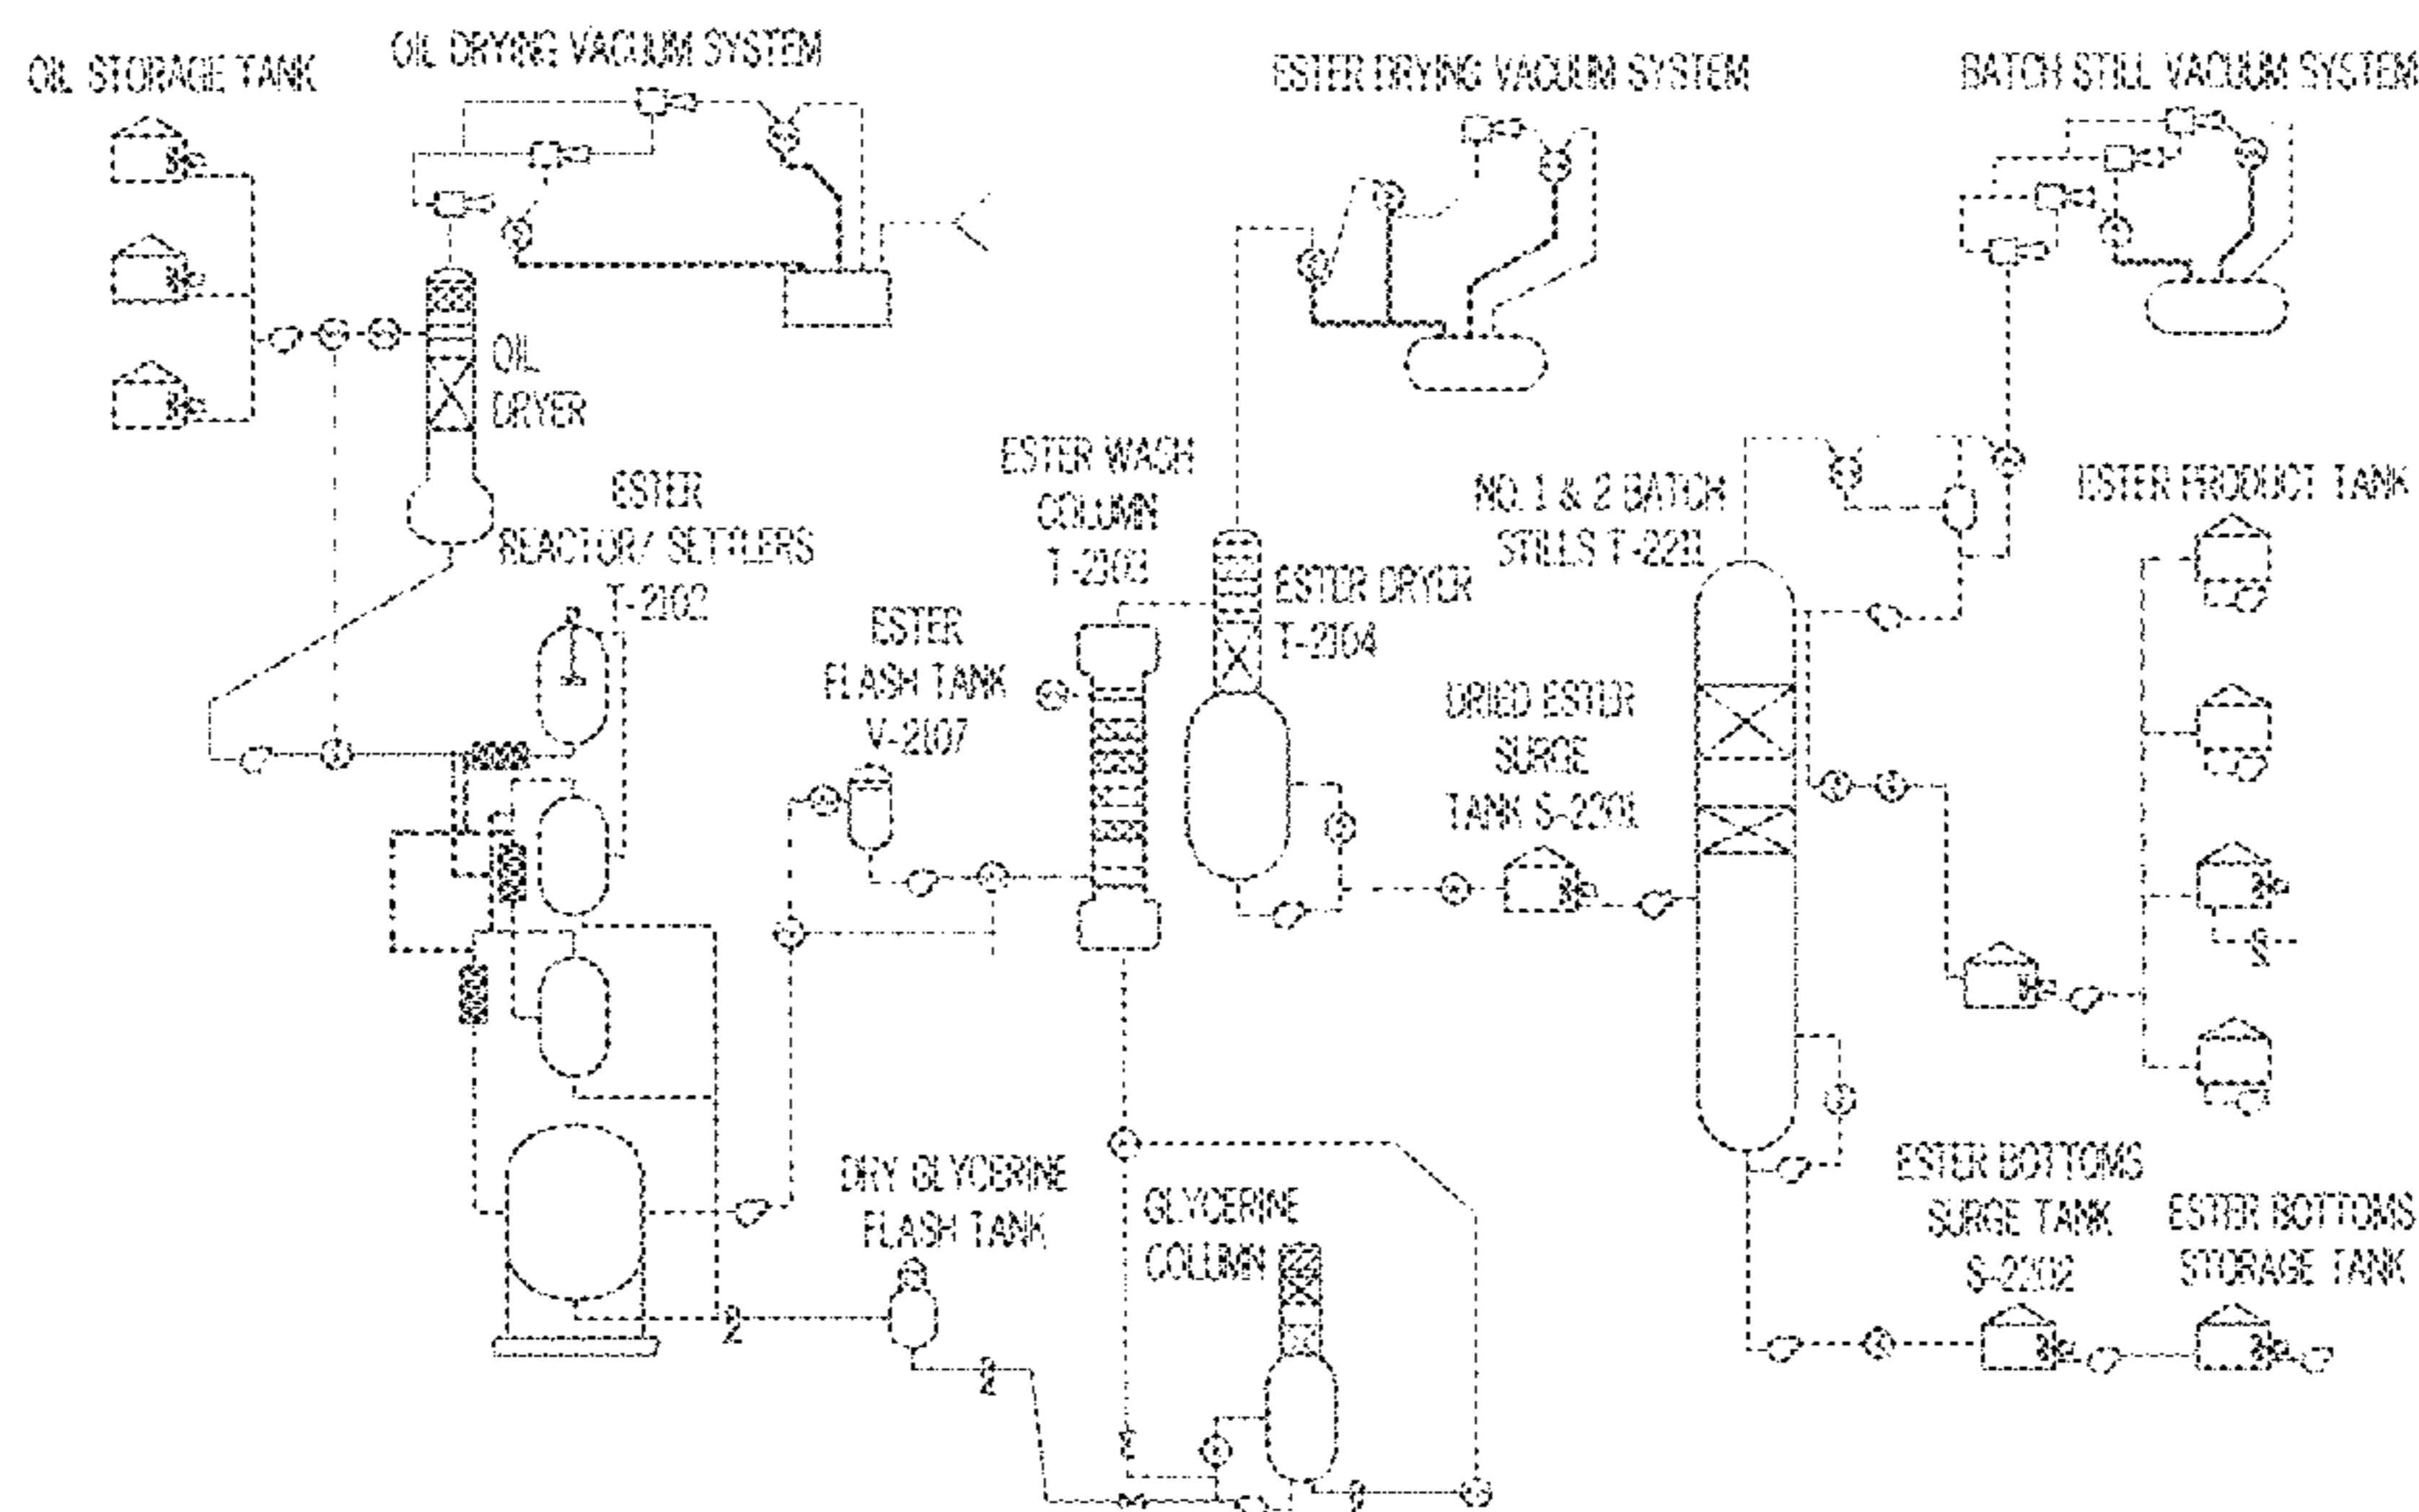 OIL STORAGE TANK
OIL DRYING VACUUM SYSTEM
ESTER DRYING VACUUM SYSTEM
BATCH STILL VACUUM SYSTEM
OIL
DRYER
ESTER
REACTOR/ SETTLERS
T-2102
ESTER
FLASH TANK
V-2107
ESTER WASH
COLUMN
T-2103
ESTER DRYER
T-2104
NO. 1 & 2 BATCH
STILLS T-2211
ESTER PRODUCT TANK
DRIED ESTER
SURGE
TANK S-2201
DRY GLYCERINE
FLASH TANK
GLYCERINE
COLUMN
ESTER BOTTOMS
SURGE TANK
S-2202
ESTER BOTTOMS
STORAGE TANK